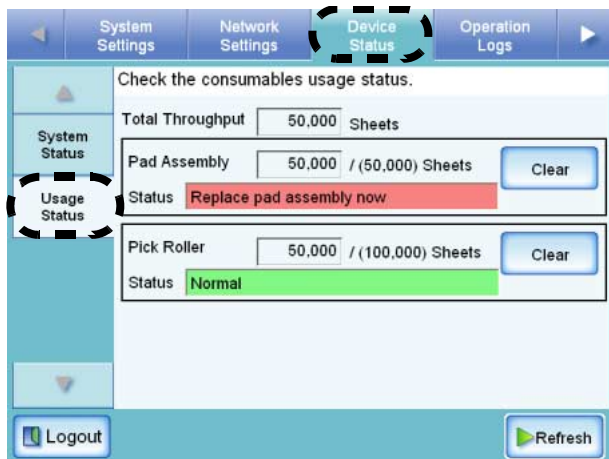 System
Settings
Network
Settings
Device
Status
Operation
Logs
Check the consumables usage status.
System
Status
Usage
Status
Total Throughput 50,000 Sheets
Pad Assembly 50,000 / (50,000) Sheets Clear
Status Replace pad assembly now
Pick Roller 50,000 / (100,000) Sheets Clear
Status Normal
Logout
Refresh